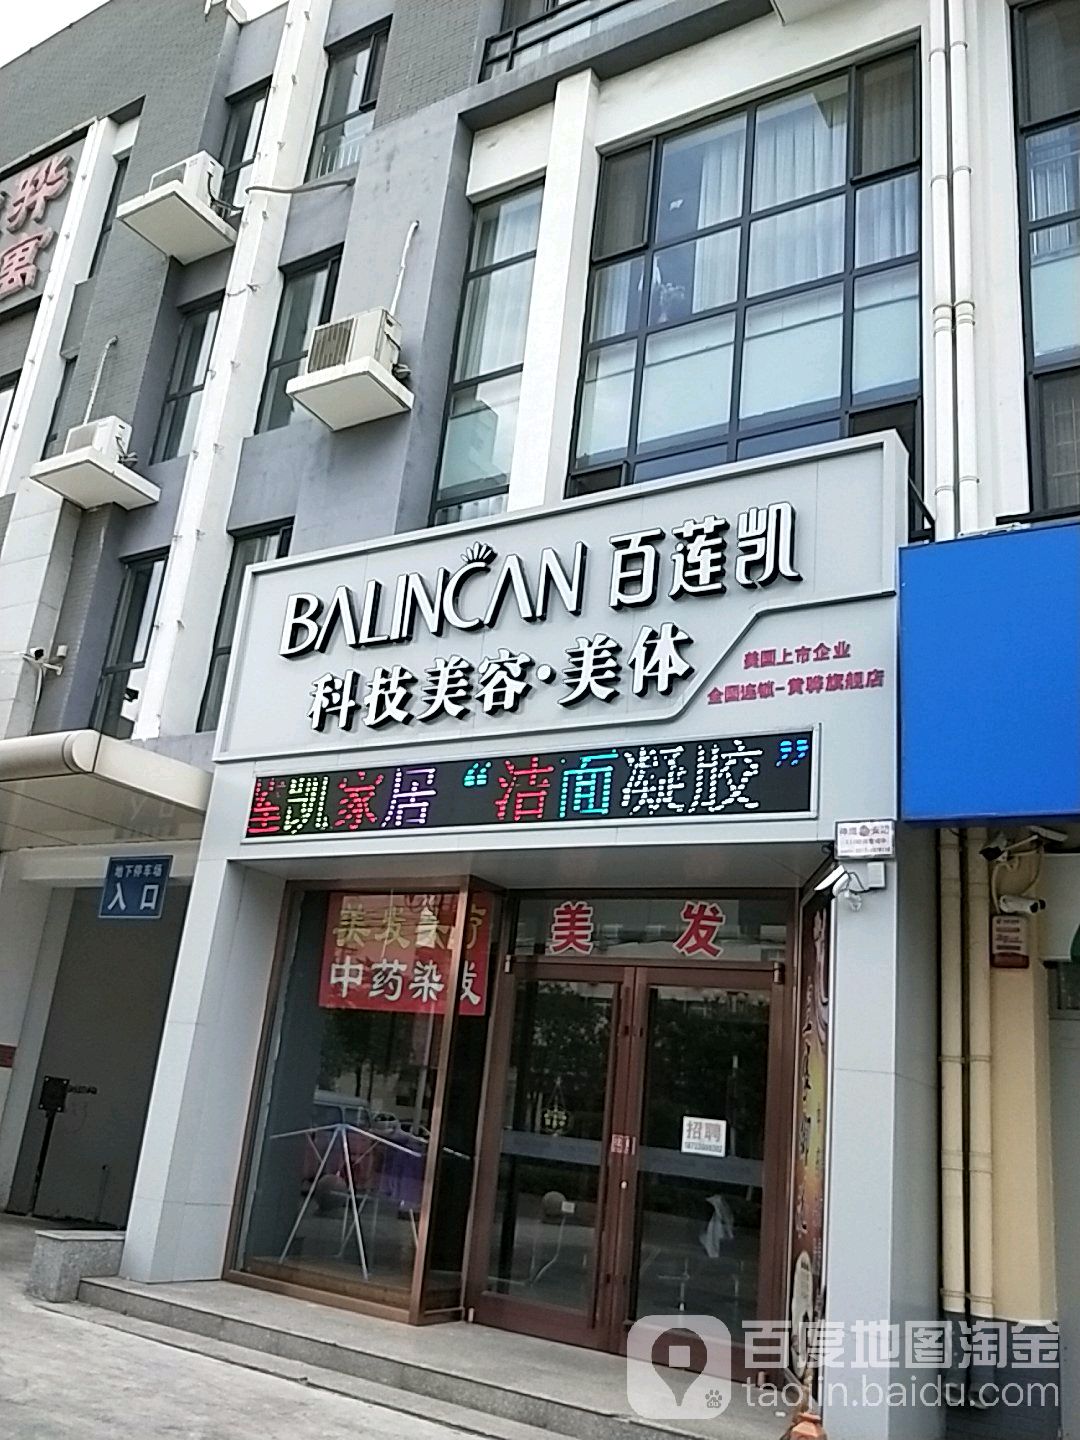 骅
寓
BALINCAN 百莲凯
科技美容·美体
美国上市企业
全国连锁-黄骅旗舰店
莲凯家居“洁面凝胶”
地下停车场
入口
美发
美发
中药染发
招聘
百度地图淘金
taojin.baidu.com